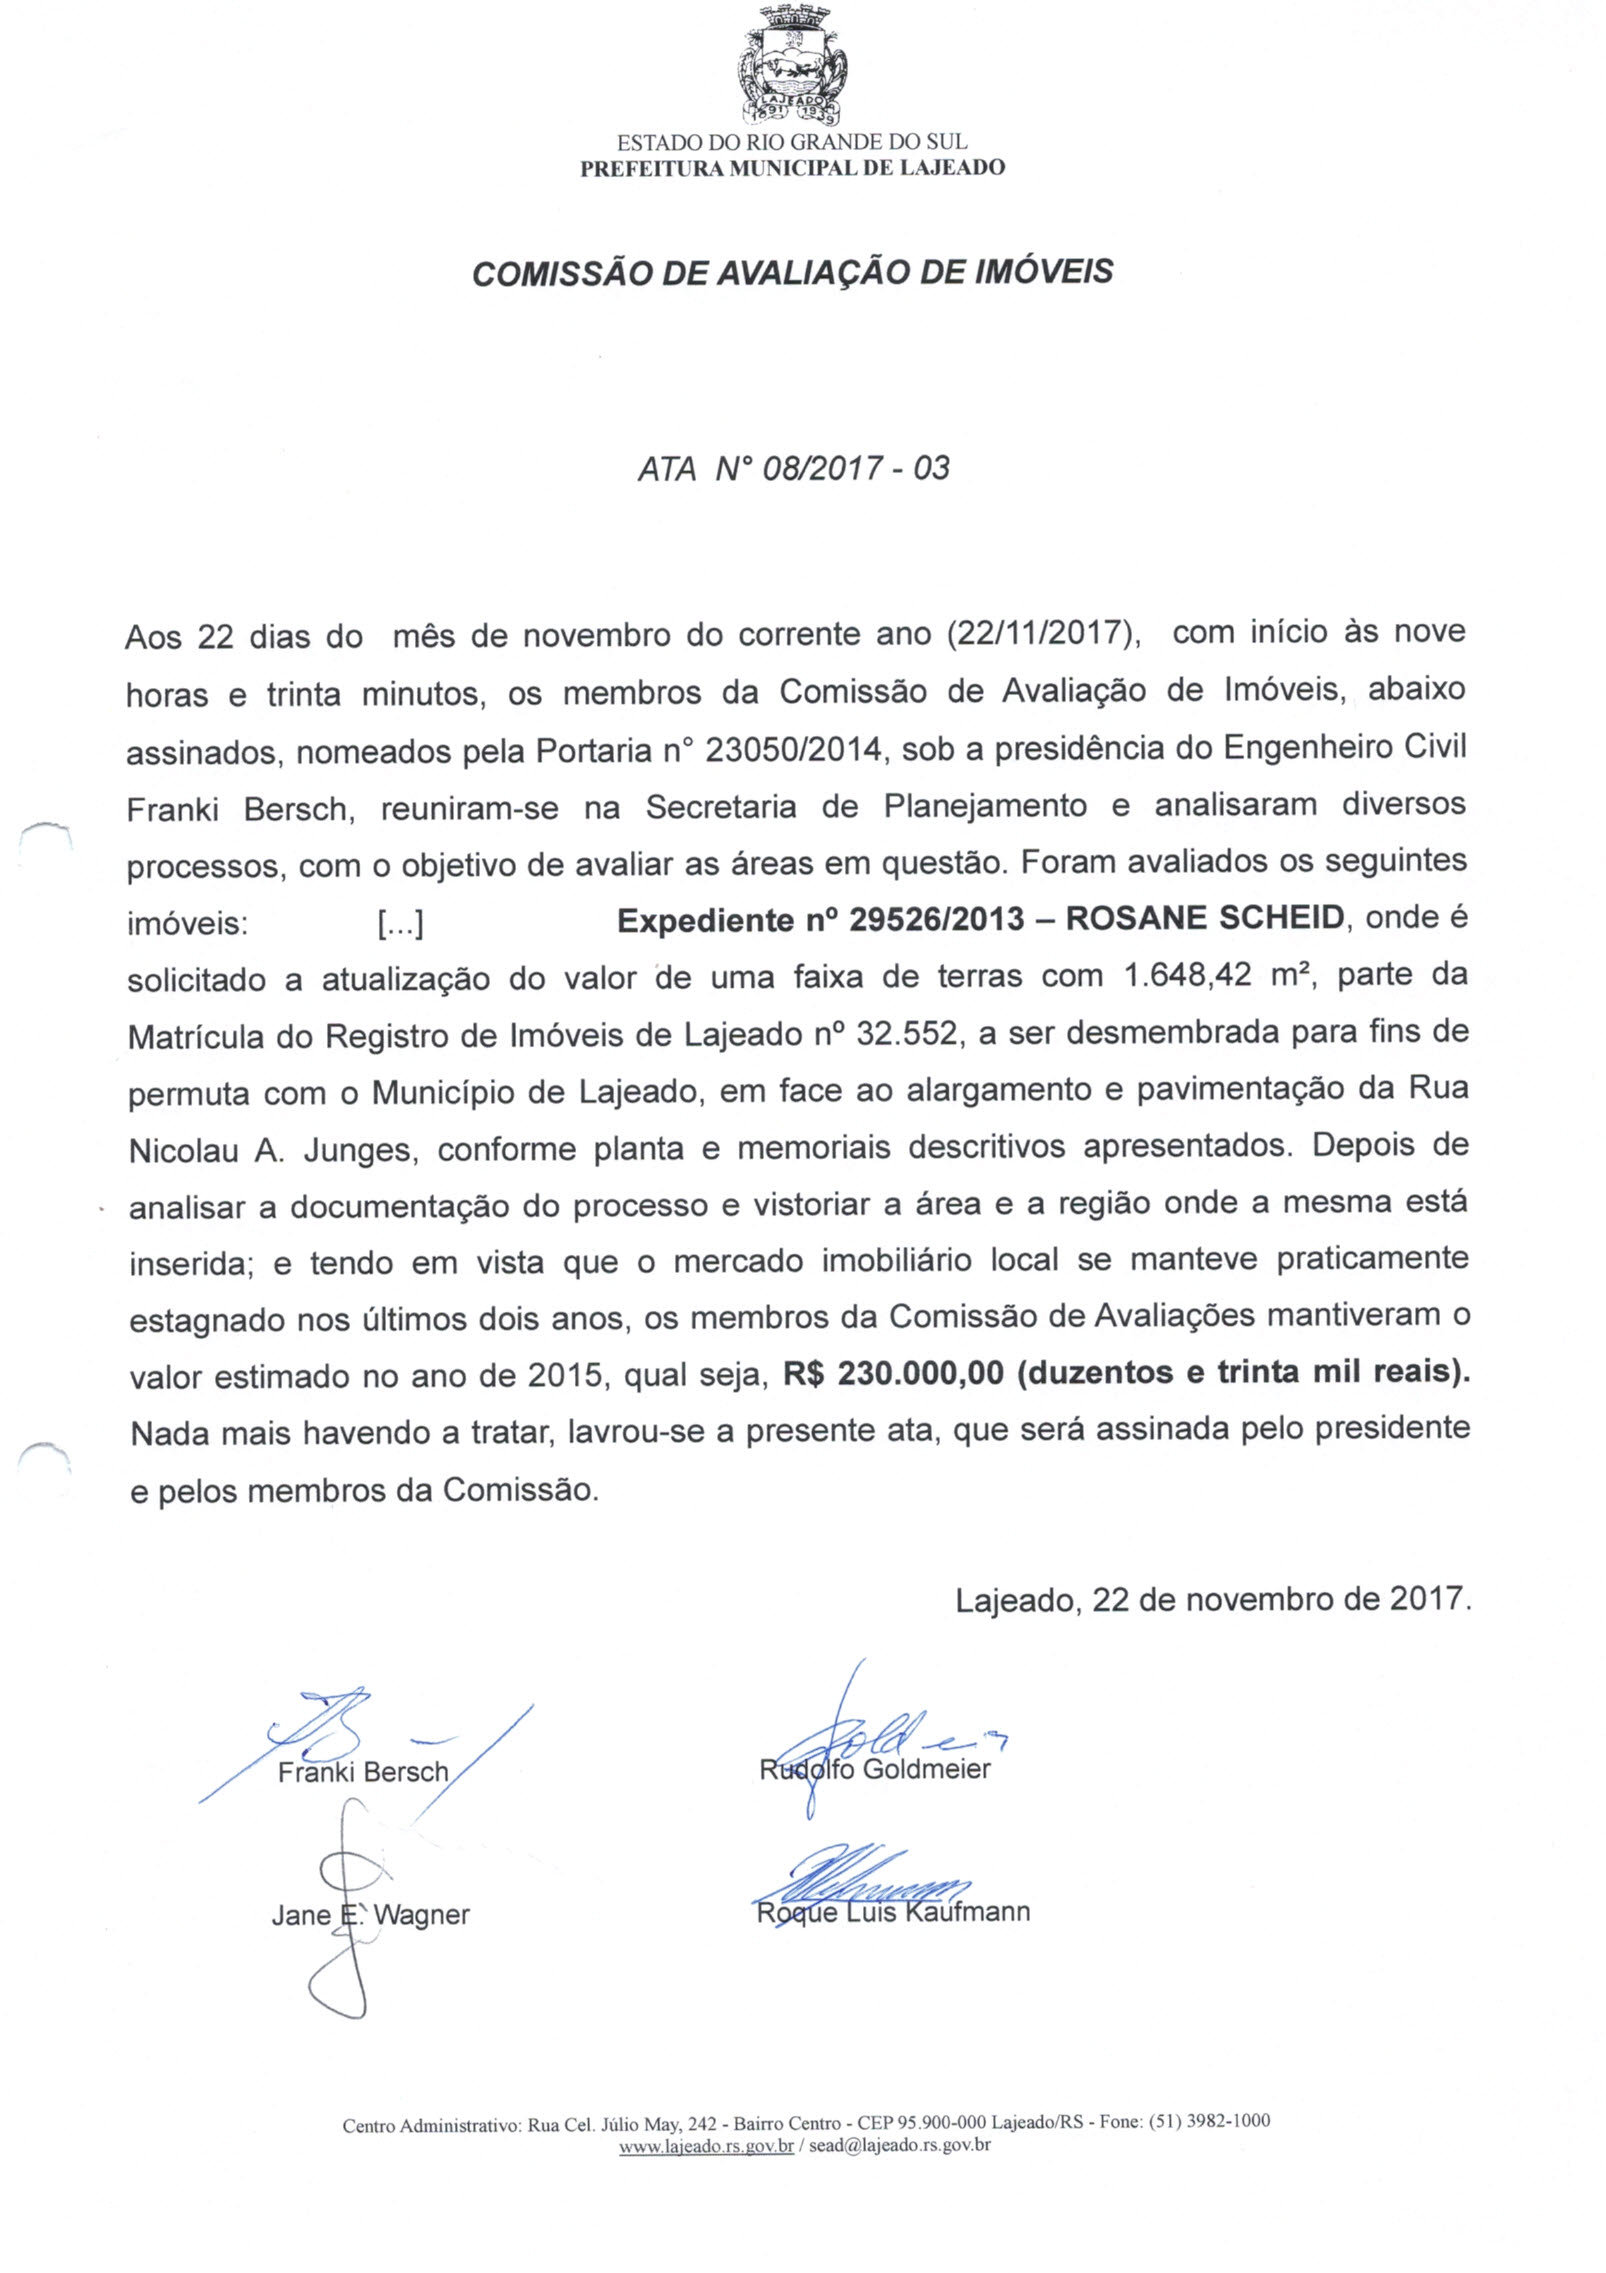 LAJEADO
1891 1939
ESTADO DO RIO GRANDE DO SUL
PREFEITURA MUNICIPAL DE LAJEADO
COMISSÃO DE AVALIAÇÃO DE IMÓVEIS
ATA N° 08/2017 - 03
Aos 22 dias do mês de novembro do corrente ano (22/11/2017), com início às nove
horas e trinta minutos, os membros da Comissão de Avaliação de Imóveis, abaixo
assinados, nomeados pela Portaria n° 23050/2014, sob a presidência do Engenheiro Civil
Franki Bersch, reuniram-se na Secretaria de Planejamento e analisaram diversos
processos, com o objetivo de avaliar as áreas em questão. Foram avaliados os seguintes
imóveis: [...] Expediente nº 29526/2013 – ROSANE SCHEID, onde é
solicitado a atualização do valor de uma faixa de terras com 1.648,42 m², parte da
Matrícula do Registro de Imóveis de Lajeado nº 32.552, a ser desmembrada para fins de
permuta com o Município de Lajeado, em face ao alargamento e pavimentação da Rua
Nicolau A. Junges, conforme planta e memoriais descritivos apresentados. Depois de
analisar a documentação do processo e vistoriar a área e a região onde a mesma está
inserida; e tendo em vista que o mercado imobiliário local se manteve praticamente
estagnado nos últimos dois anos, os membros da Comissão de Avaliações mantiveram o
valor estimado no ano de 2015, qual seja, R$ 230.000,00 (duzentos e trinta mil reais).
Nada mais havendo a tratar, lavrou-se a presente ata, que será assinada pelo presidente
e pelos membros da Comissão.
Lajeado, 22 de novembro de 2017.
Franki Bersch
Rudolfo Goldmeier
Jane E. Wagner
Roque Luis Kaufmann
Centro Administrativo: Rua Cel. Júlio May, 242 - Bairro Centro - CEP 95.900-000 Lajeado/RS - Fone: (51) 3982-1000
www.lajeado.rs.gov.br / sead@lajeado.rs.gov.br